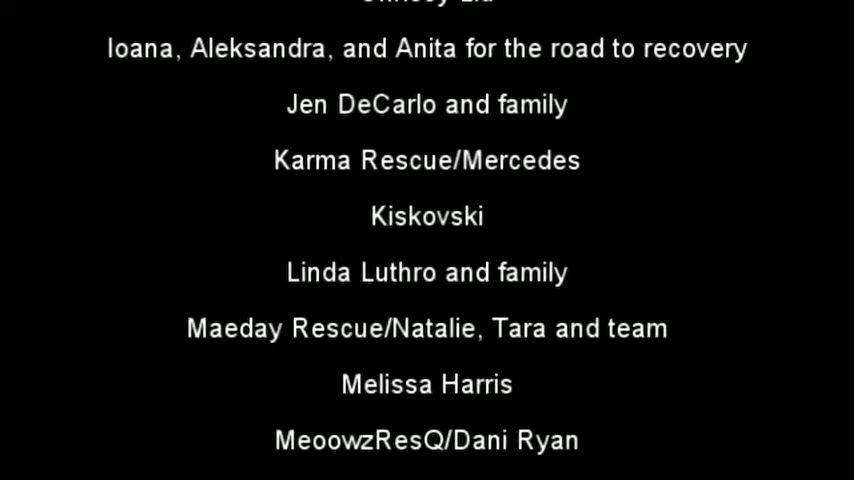 Ioana, Aleksandra, and Anita for the road to recovery
Jen DeCarlo and family
Karma Rescue/Mercedes
Kiskovski
Linda Luthro and family
Maeday Rescue/Natalie, Tara and team
Melissa Harris
MeoowzResQ/Dani Ryan